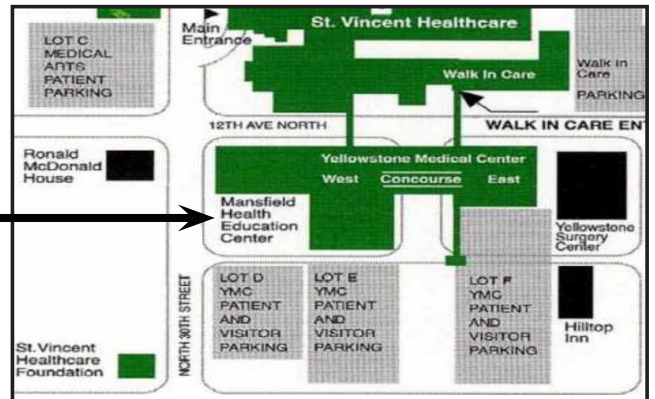 St. Vincent Healthcare
Main
Entrance
LOT C
MEDICAL
ARTS
PATIENT
PARKING
Walk In Care
Walk In
Care
PARKING
12TH AVE NORTH
WALK IN CARE EN
Ronald
McDonald
House
Yellowstone Medical Center
West Concourse East
Mansfield
Health
Education
Center
Yellowstone
Surgery
Center
NORTH 30TH STREET
LOT D
YMC
PATIENT
AND
VISITOR
PARKING
LOT E
YMC
PATIENT
AND
VISITOR
PARKING
LOT F
YMC
PATIENT
AND
VISITOR
PARKING
Hilltop
Inn
St.Vincent
Healthcare
Foundation